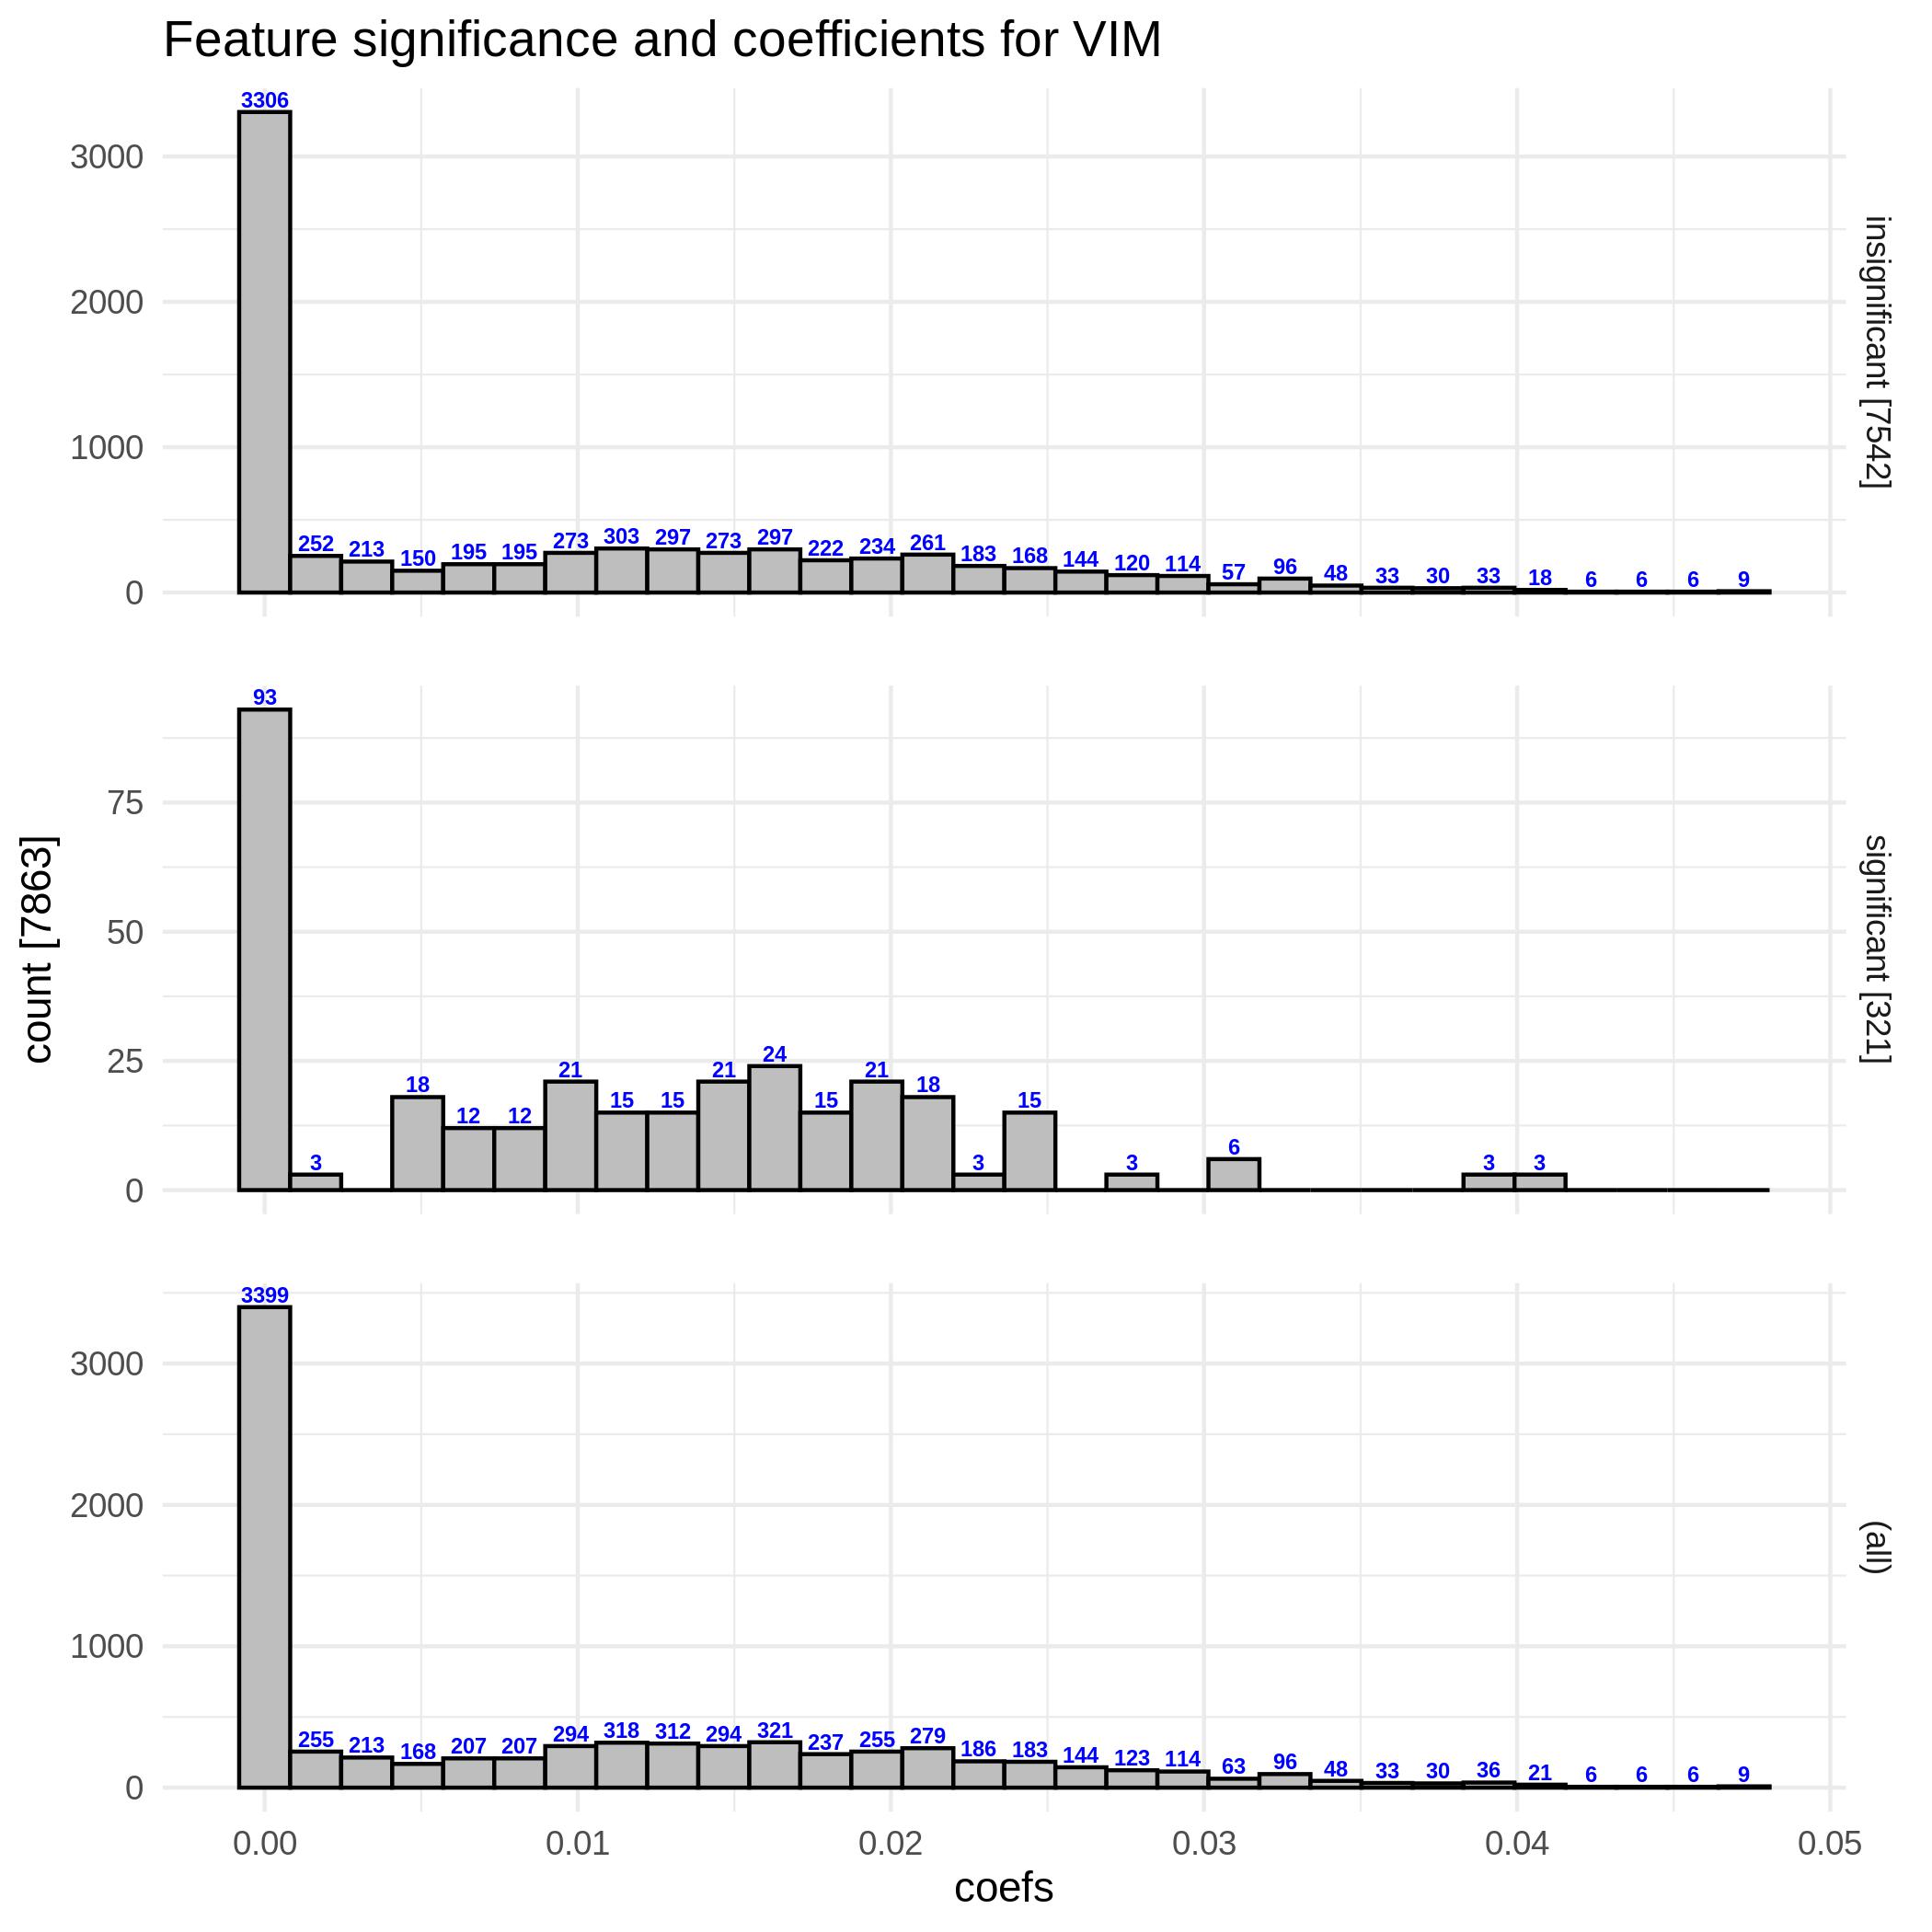 Feature significance and coefficients for VIM
3306
3000
2000
1000
252 213 150 195 195 273 303 297 273 297 222 234 261 183 168 144 120 114 57 96 48 33 30 33 18 6 6 6 9
0
insignificant [7542]
93
75
50
25
0
3 18 12 12 21 15 15 21 24 15 21 18 3 15 3 6 3 3
significant [321]
count [7863]
3399
3000
2000
1000
255 213 168 207 207 294 318 312 294 321 237 255 279 186 183 144 123 114 63 96 48 33 30 36 21 6 6 6 9
0
(all)
0.00 0.01 0.02 0.03 0.04 0.05
coefs